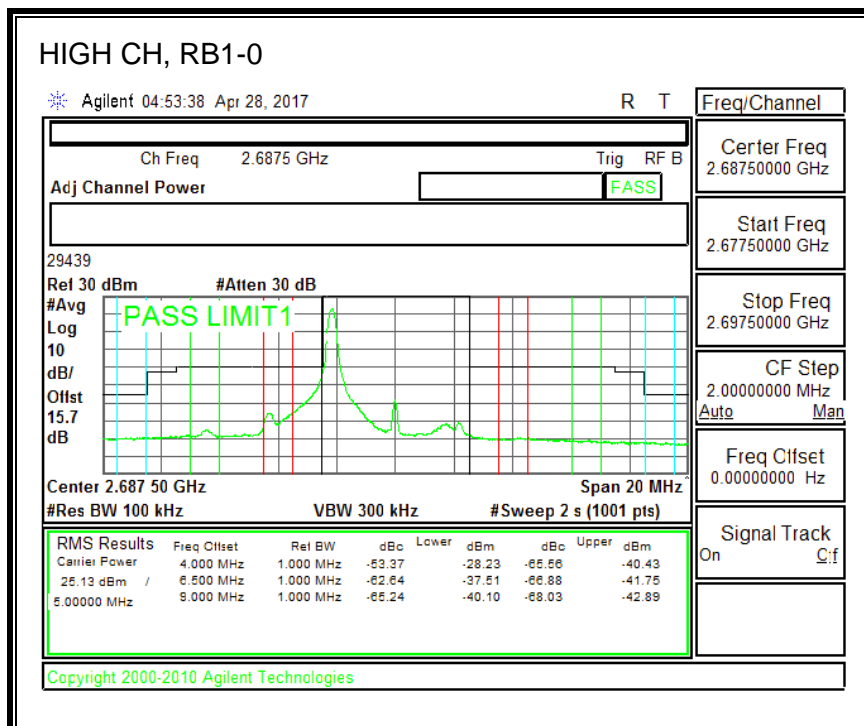 HIGH CH, RB1-0
Agilent 04:53:38 Apr 28, 2017 R T
Ch Freq 2.6875 GHz Trig RF B
Adj Channel Power PASS
29439
Ref 30 dBm #Atten 30 dB
#Avg
Log
10
dB/
Offst
15.7
dB
PASS LIMIT1
Center 2.687 50 GHz Span 20 MHz
#Res BW 100 kHz VBW 300 kHz #Sweep 2 s (1001 pts)
RMS Results Freq Offset Ref BW dBc Lower dBm dBc Upper dBm
Carrier Power 4.000 MHz 1.000 MHz -53.37 -28.23 -65.56 -40.43
25.13 dBm / 6.500 MHz 1.000 MHz -62.64 -37.51 -66.88 -41.75
5.00000 MHz 9.000 MHz 1.000 MHz -65.24 -40.10 -68.03 -42.89
Copyright 2000-2010 Agilent Technologies
Freq/Channel
Center Freq
2.68750000 GHz
Start Freq
2.67750000 GHz
Stop Freq
2.69750000 GHz
CF Step
2.00000000 MHz
Auto Man
Freq Offset
0.00000000 Hz
Signal Track
On Off